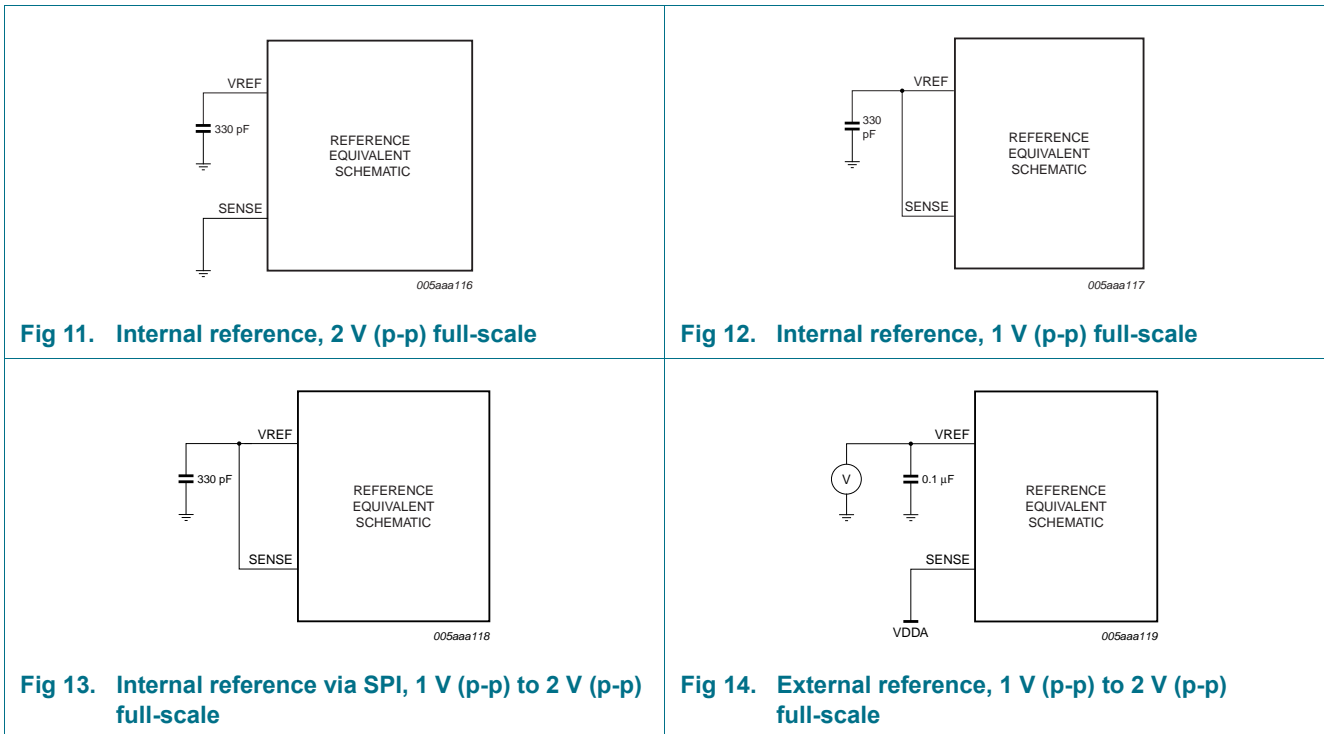 VREF
330 pF
REFERENCE
EQUIVALENT
SCHEMATIC
SENSE
005aaa116
Fig 11. Internal reference, 2 V (p-p) full-scale
VREF
330
pF
REFERENCE
EQUIVALENT
SCHEMATIC
SENSE
005aaa117
Fig 12. Internal reference, 1 V (p-p) full-scale
VREF
330 pF
REFERENCE
EQUIVALENT
SCHEMATIC
SENSE
005aaa118
Fig 13. Internal reference via SPI, 1 V (p-p) to 2 V (p-p)
full-scale
VREF
V
0.1 μF
REFERENCE
EQUIVALENT
SCHEMATIC
SENSE
VDDA
005aaa119
Fig 14. External reference, 1 V (p-p) to 2 V (p-p)
full-scale